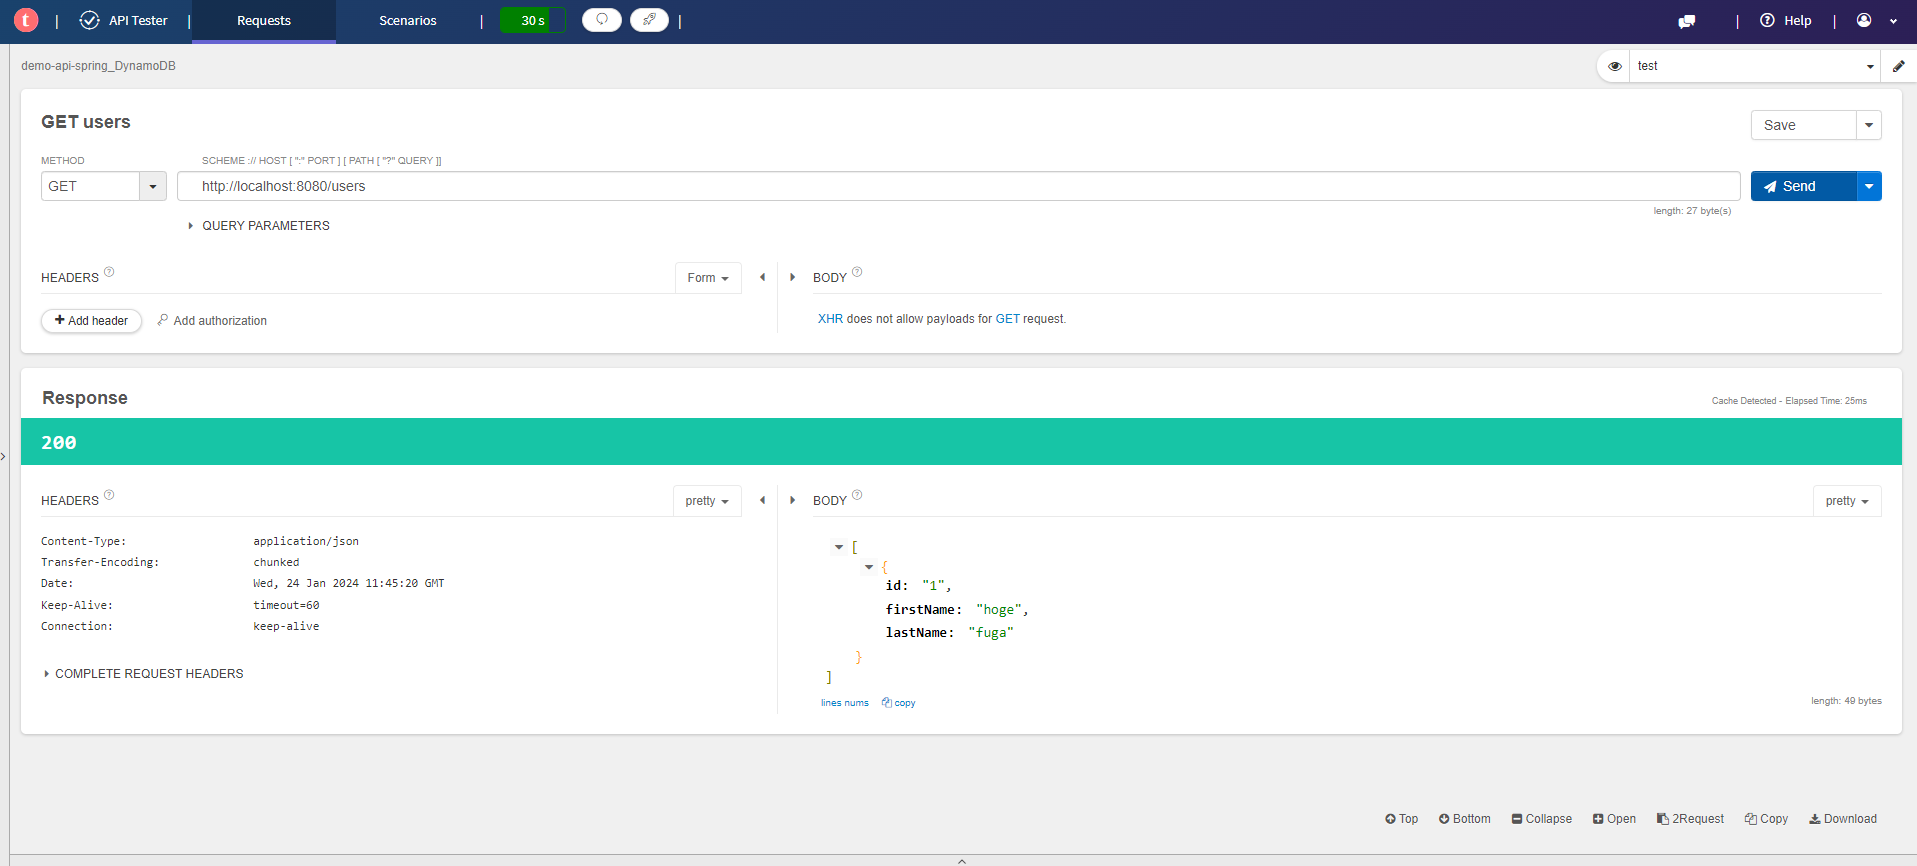 t | API Tester | Requests Scenarios | 30 s | | Help |
demo-api-spring_DynamoDB
test
GET users
Save
METHOD SCHEME :// HOST [ ":" PORT ] [ PATH [ "?" QUERY ]]
GET http://localhost:8080/users Send
length: 27 byte(s)
QUERY PARAMETERS
HEADERS ? Form BODY ?
+ Add header Add authorization
XHR does not allow payloads for GET request.
Response
Cache Detected - Elapsed Time: 25ms
200
HEADERS ? pretty BODY ? pretty
Content-Type: application/json
Transfer-Encoding: chunked
Date: Wed, 24 Jan 2024 11:45:20 GMT
Keep-Alive: timeout=60
Connection: keep-alive
COMPLETE REQUEST HEADERS
[
{
id: "1",
firstName: "hoge",
lastName: "fuga"
}
]
lines nums copy
length: 49 bytes
Top Bottom Collapse Open 2Request Copy Download